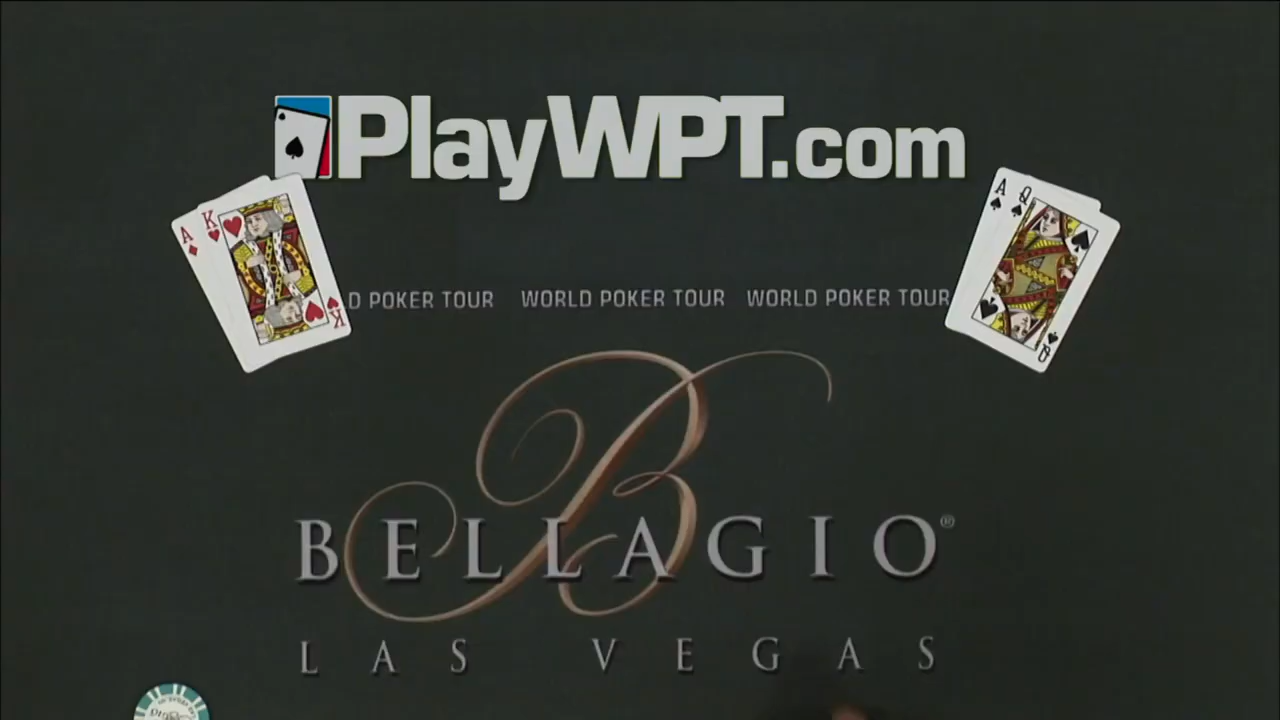 PlayWPT.com
A K
K
A Q
Q
D POKER TOUR WORLD POKER TOUR WORLD POKER TOUR
BELLAGIO®
LAS VEGAS